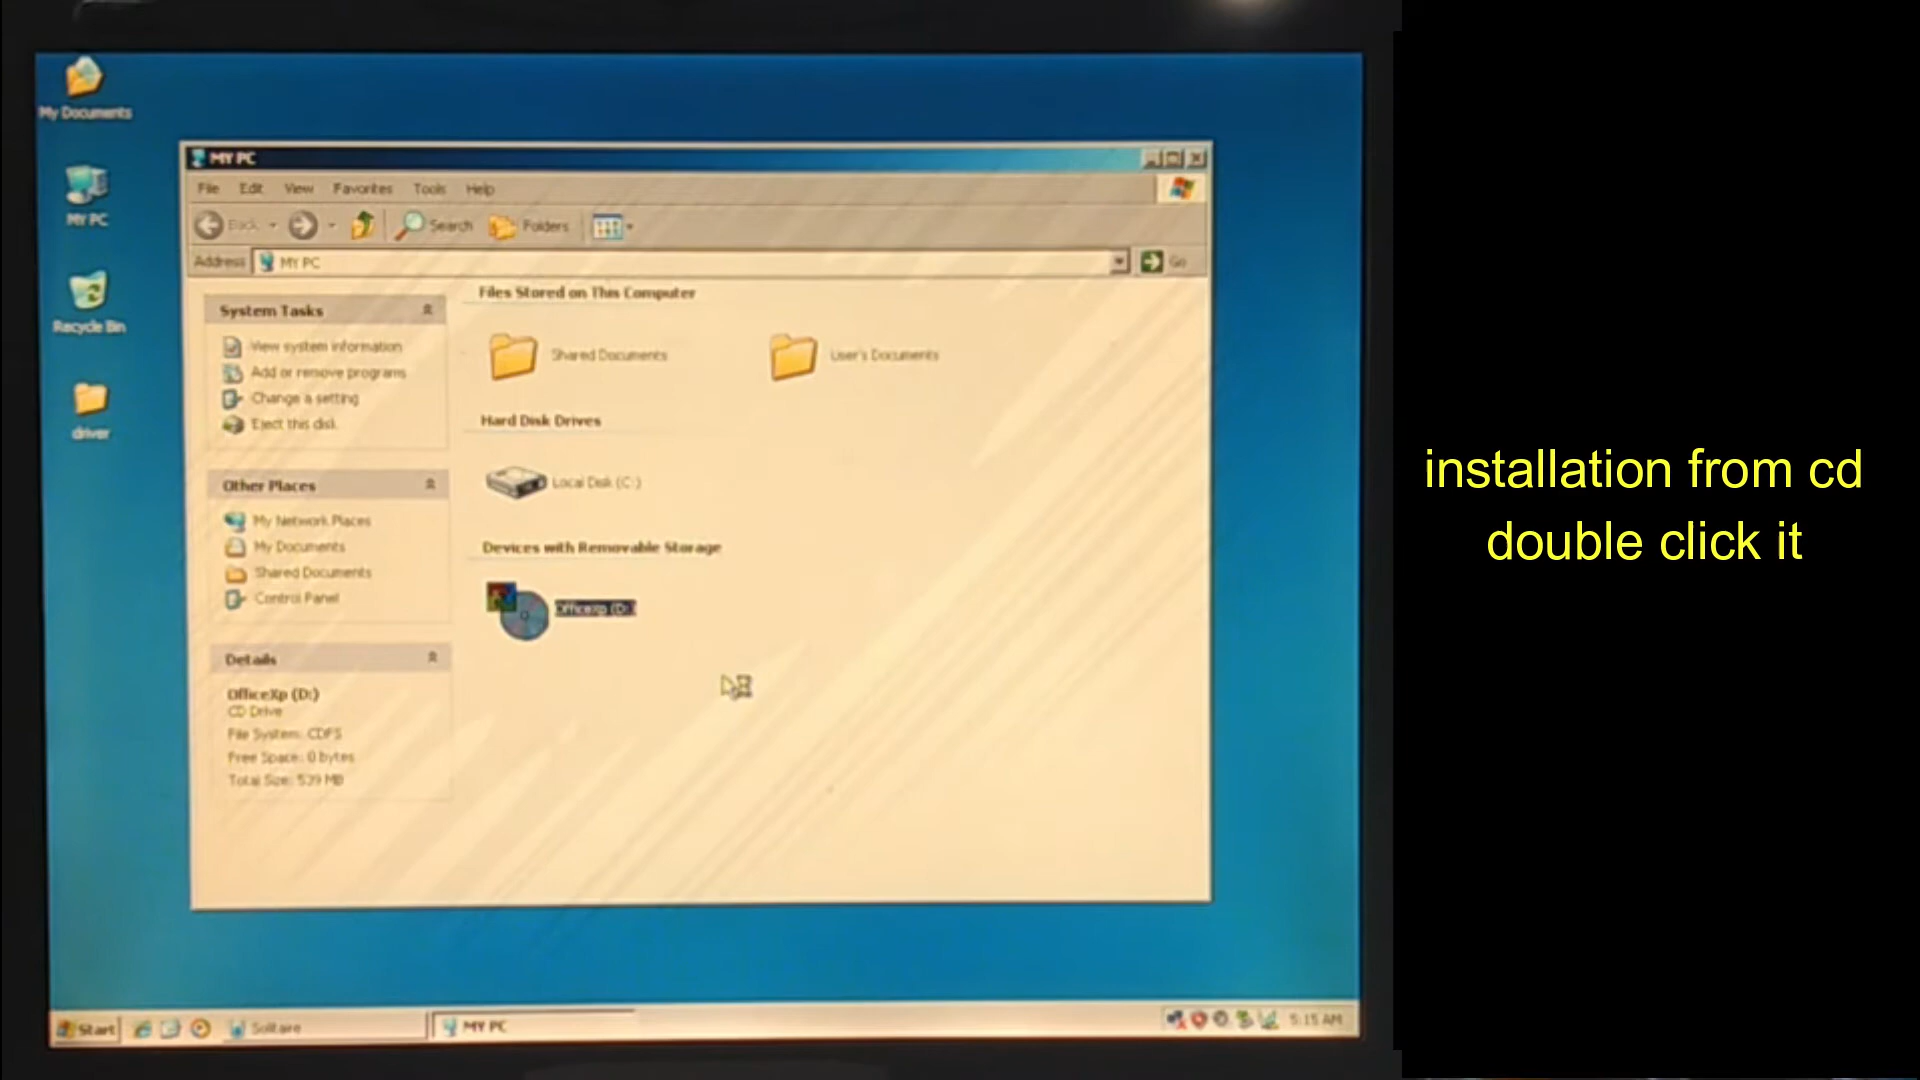 My Documents
MY PC
Recycle Bin
driver
MY PC
File Edit View Favorites Tools Help
Back Search Folders
Address MY PC Go
System Tasks
View system information
Add or remove programs
Change a setting
Eject this disk
Other Places
My Network Places
My Documents
Shared Documents
Control Panel
Details
OfficeXp (D:)
CD Drive
File System: CDFS
Free Space: 0 bytes
Total Size: 539 MB
Files Stored on This Computer
Shared Documents User's Documents
Hard Disk Drives
Local Disk (C:)
Devices with Removable Storage
OfficeXp (D:)
Start Solitaire MY PC 5:15 AM
installation from cd
double click it